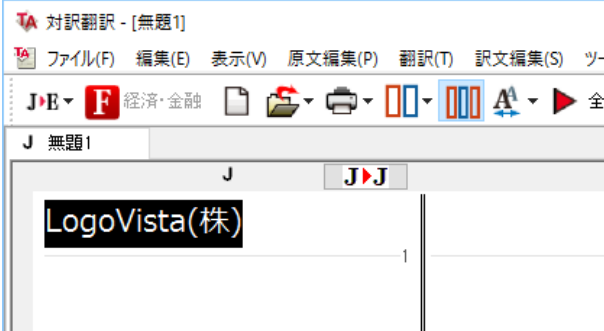 TA 対訳翻訳 - [無題1]
TA ファイル(F) 編集(E) 表示(V) 原文編集(P) 翻訳(T) 訳文編集(S) ツー
J▶E F 経済・金融 A A 全
J 無題1
J J▶J
LogoVista(株)
1